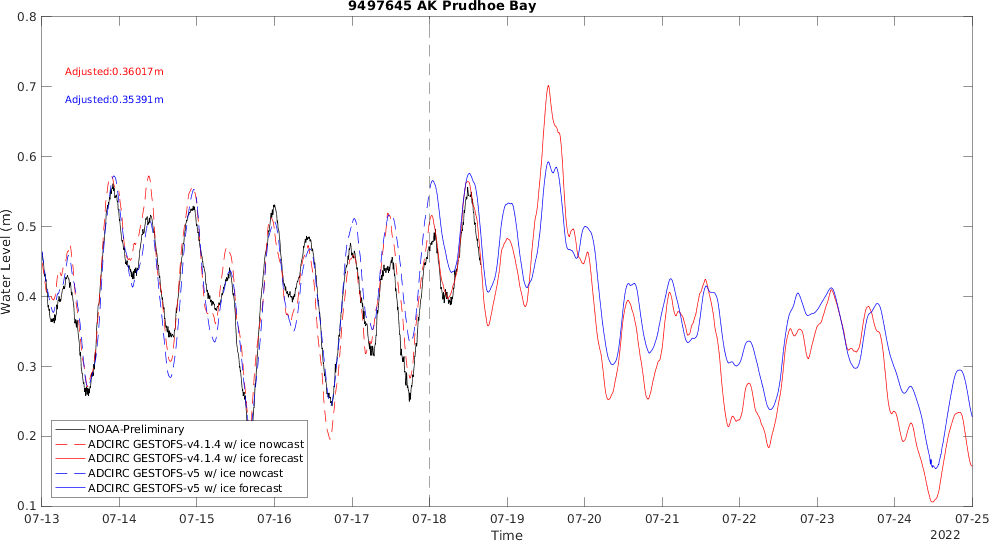 9497645 AK Prudhoe Bay
0.8
0.7
0.6
0.5
0.4
0.3
0.2
0.1
Water Level (m)
Adjusted:0.36017m
Adjusted:0.35391m
NOAA-Preliminary
ADCIRC GESTOFS-v4.1.4 w/ ice nowcast
ADCIRC GESTOFS-v4.1.4 w/ ice forecast
ADCIRC GESTOFS-v5 w/ ice nowcast
ADCIRC GESTOFS-v5 w/ ice forecast
07-13 07-14 07-15 07-16 07-17 07-18 07-19 07-20 07-21 07-22 07-23 07-24 07-25
Time
2022